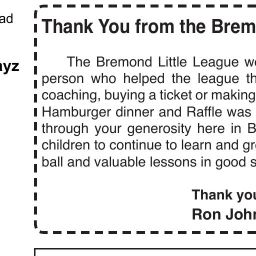 ad
Thank You from the Brem
nyz
The Bremond Little League w
person who helped the league th
coaching, buying a ticket or making
Hamburger dinner and Raffle was
through your generosity here in B
children to continue to learn and gr
ball and valuable lessons in good s
Thank you
Ron John